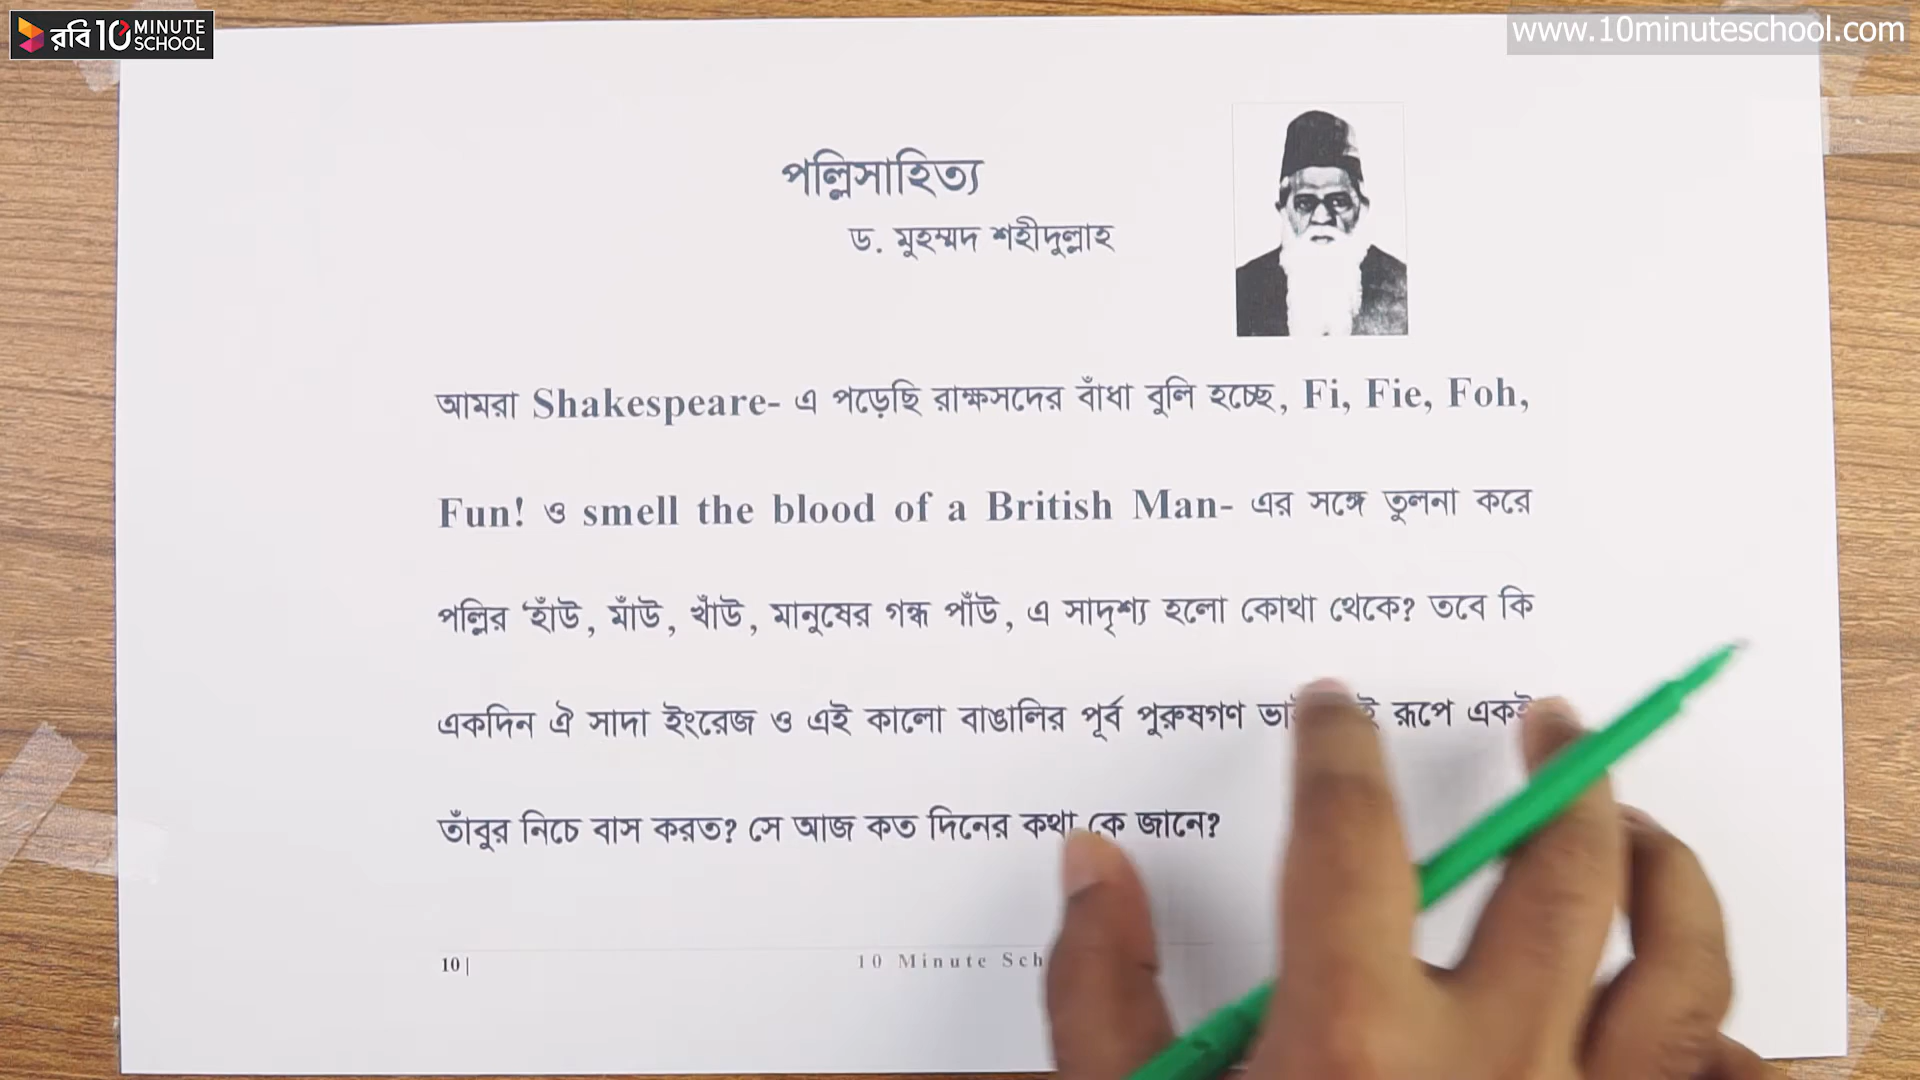 রবি 10 MINUTE SCHOOL
www.10minuteschool.com
পল্লিসাহিত্য
ড. মুহম্মদ শহীদুল্লাহ
আমরা Shakespeare- এ পড়েছি রাক্ষসদের বাঁধা বুলি হচ্ছে, Fi, Fie, Foh,
Fun! ও smell the blood of a British Man- এর সঙ্গে তুলনা করে
পল্লির ‘হাঁউ, মাঁউ, খাঁউ, মানুষের গন্ধ পাঁউ, এ সাদৃশ্য হলো কোথা থেকে? তবে কি
একদিন ঐ সাদা ইংরেজ ও এই কালো বাঙালির পূর্ব পুরুষগণ রূপে একই
তাঁবুর নিচে বাস করত? সে আজ কত দিনের কথা কে জানে?
10| 10 Minute